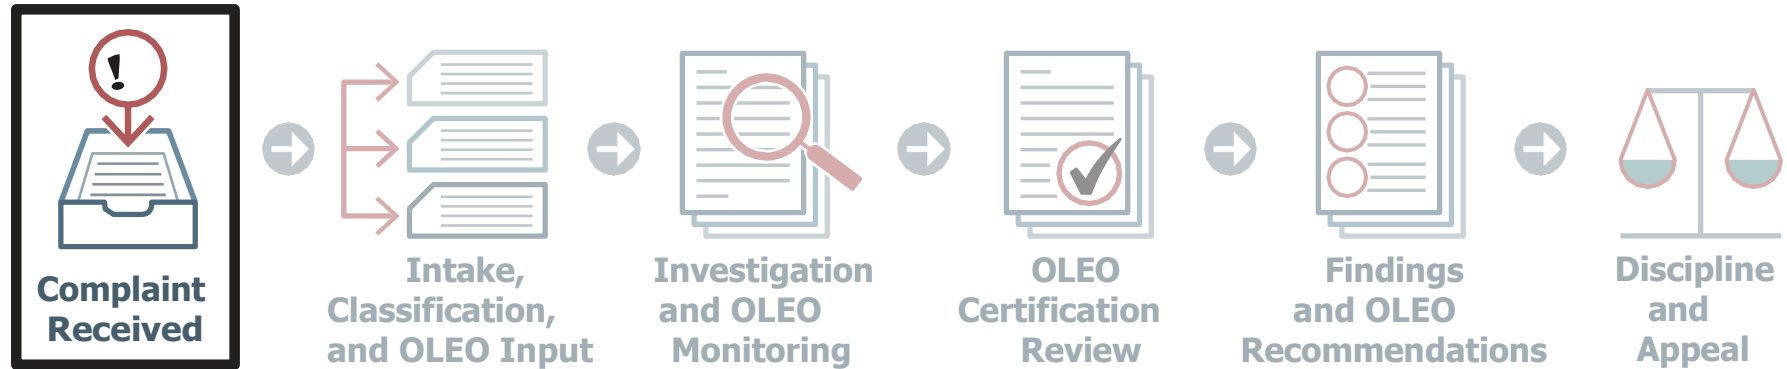 !
Complaint
Received
Intake,
Classification,
and OLEO Input
Investigation
and OLEO
Monitoring
OLEO
Certification
Review
Findings
and OLEO
Recommendations
Discipline
and
Appeal